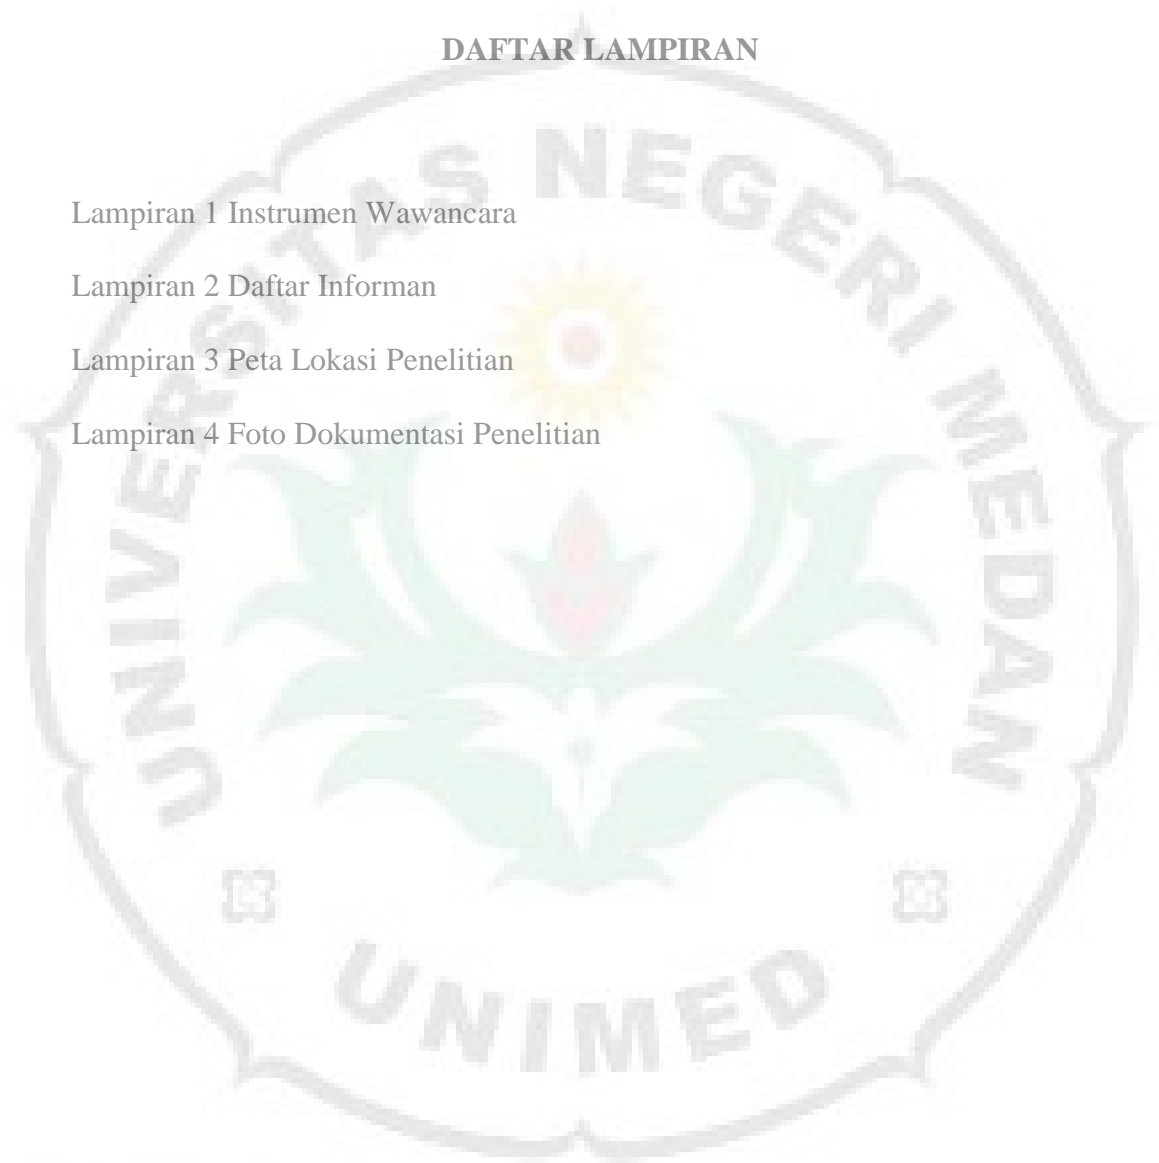 DAFTAR LAMPIRAN
Lampiran 1 Instrumen Wawancara
Lampiran 2 Daftar Informan
Lampiran 3 Peta Lokasi Penelitian
Lampiran 4 Foto Dokumentasi Penelitian
UNIVERSITAS NEGERI MEDAN
UNIMED